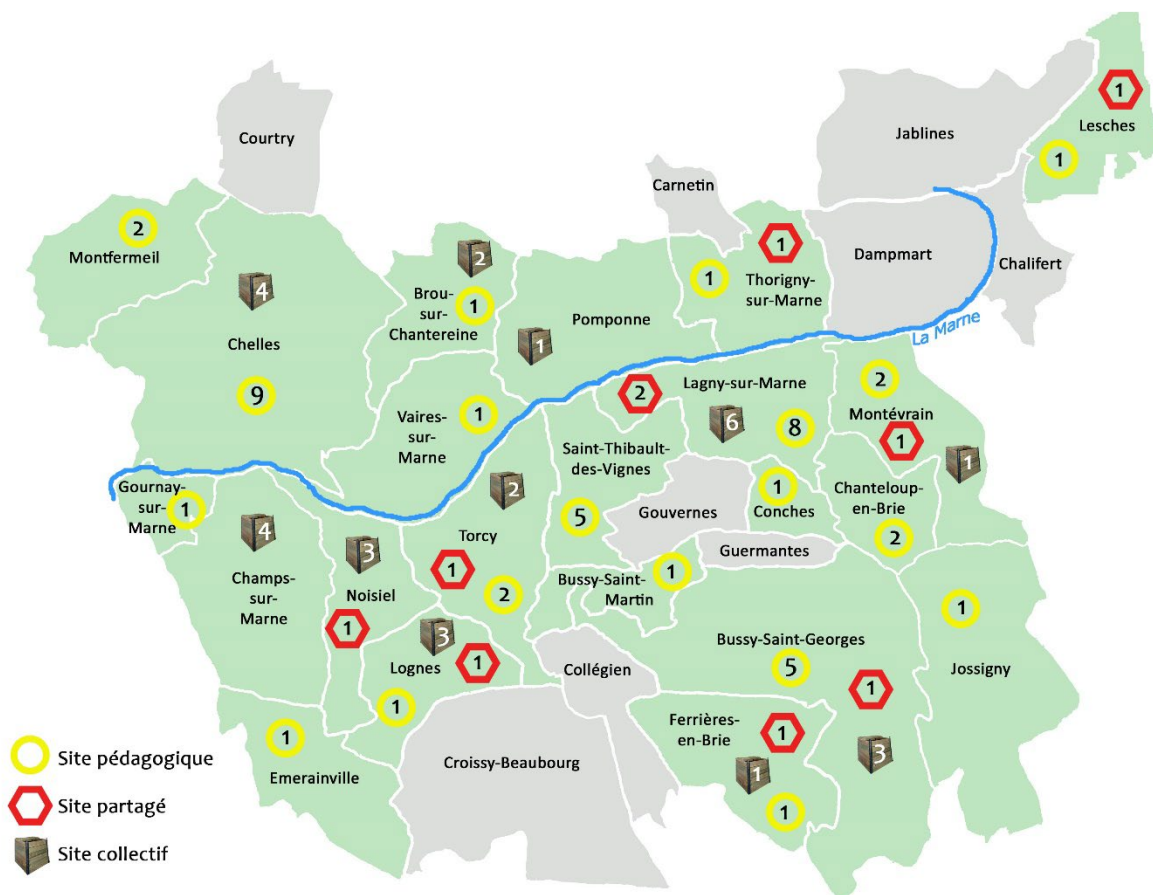 1
Lesches
1
Jablines
Courtry
Carnetin
2
Montfermeil
4
Chelles
9
2
Brou-
sur-
Chantereine
1
Pomponne
1
1
1
Thorigny-
sur-Marne
Dampmart
Chalifert
La Marne
Vaires-
sur-
Marne
1
2
Lagny-sur-Marne
6
8
2
Montévrain
1
1
Gournay-
sur-
Marne
1
4
Champs-
sur-
Marne
3
Noisiel
1
2
Torcy
1
2
Saint-Thibault-
des-Vignes
5
Gouvernes
1
Conches
Chanteloup-
en-Brie
2
Guermantes
Bussy-Saint-
Martin
1
3
Lognes
1
1
Collégien
Bussy-Saint-Georges
5
1
3
1
Jossigny
Ferrières-
en-Brie
1
1
1
1
Emerainville
Croissy-Beaubourg
Site pédagogique
Site partagé
Site collectif